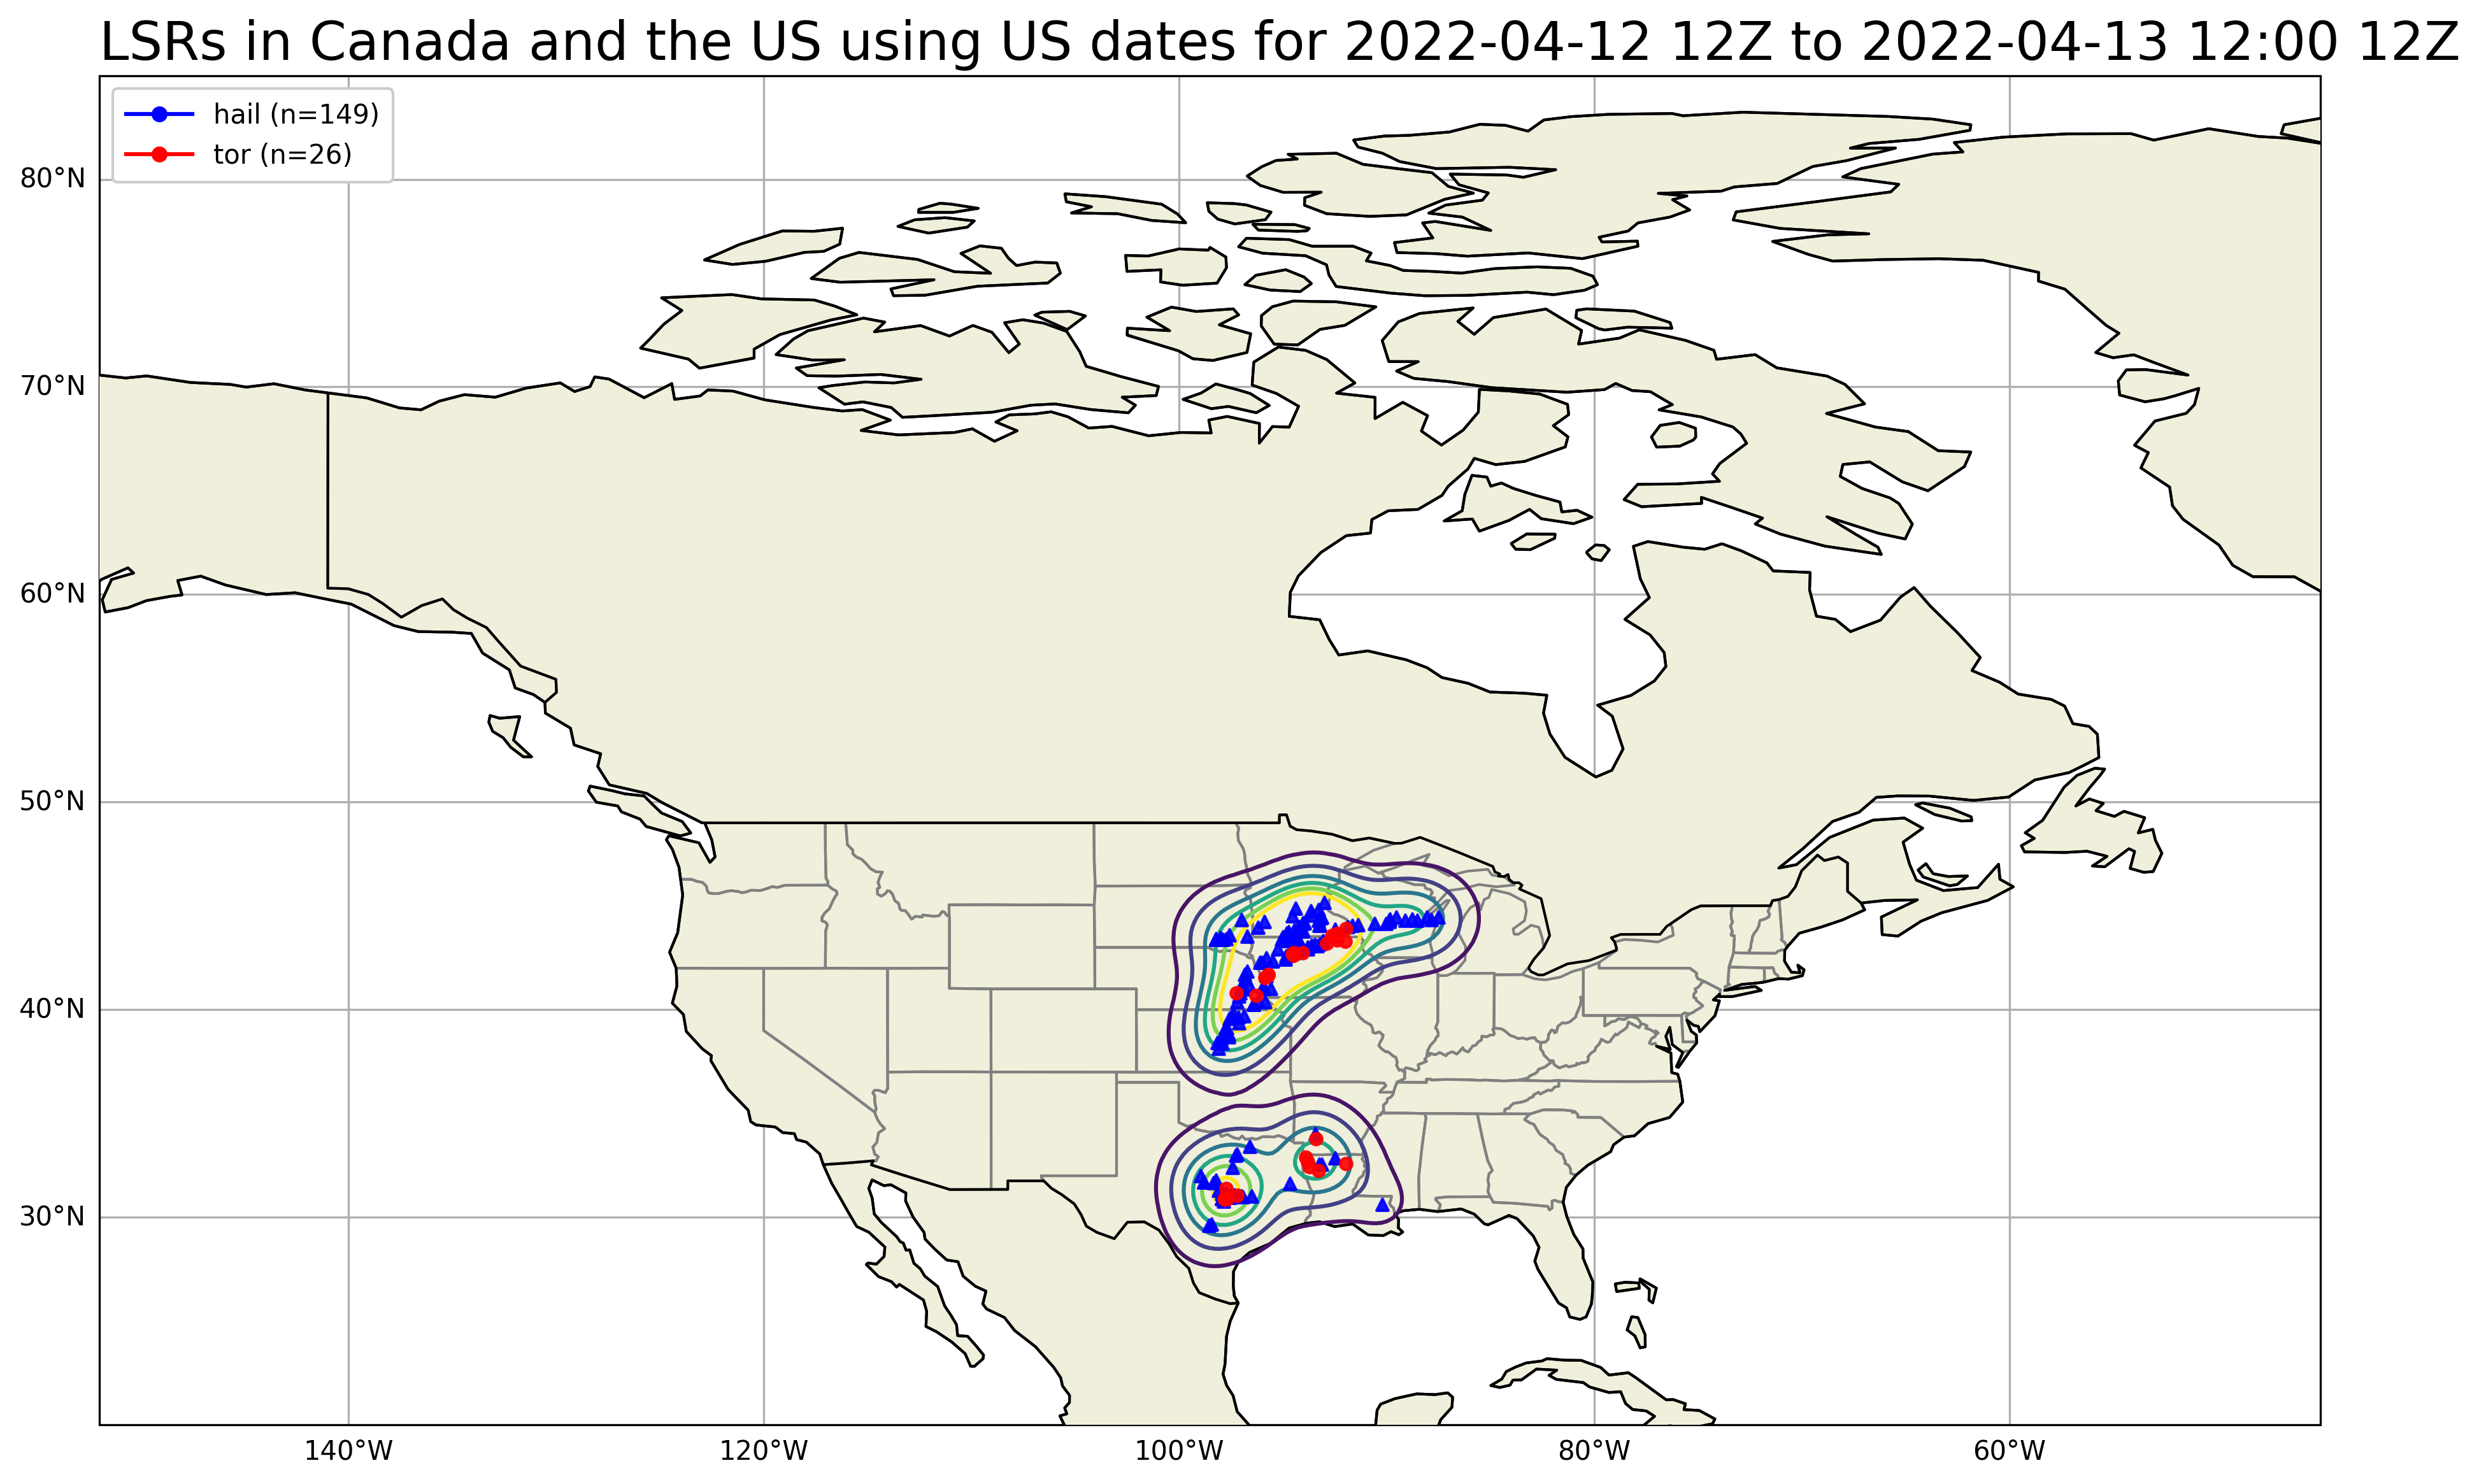 LSRs in Canada and the US using US dates for 2022-04-12 12Z to 2022-04-13 12:00 12Z
hail (n=149)
tor (n=26)
80°N
70°N
60°N
50°N
40°N
30°N
140°W
120°W
100°W
80°W
60°W